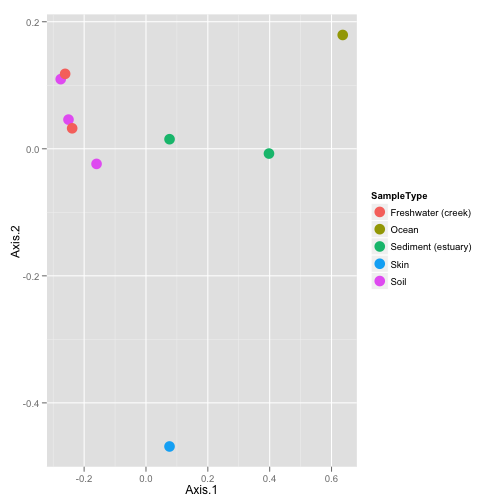 0.2
0.0
-0.2
-0.4
Axis.2
-0.2
0.0
0.2
0.4
0.6
Axis.1
SampleType
Freshwater (creek)
Ocean
Sediment (estuary)
Skin
Soil